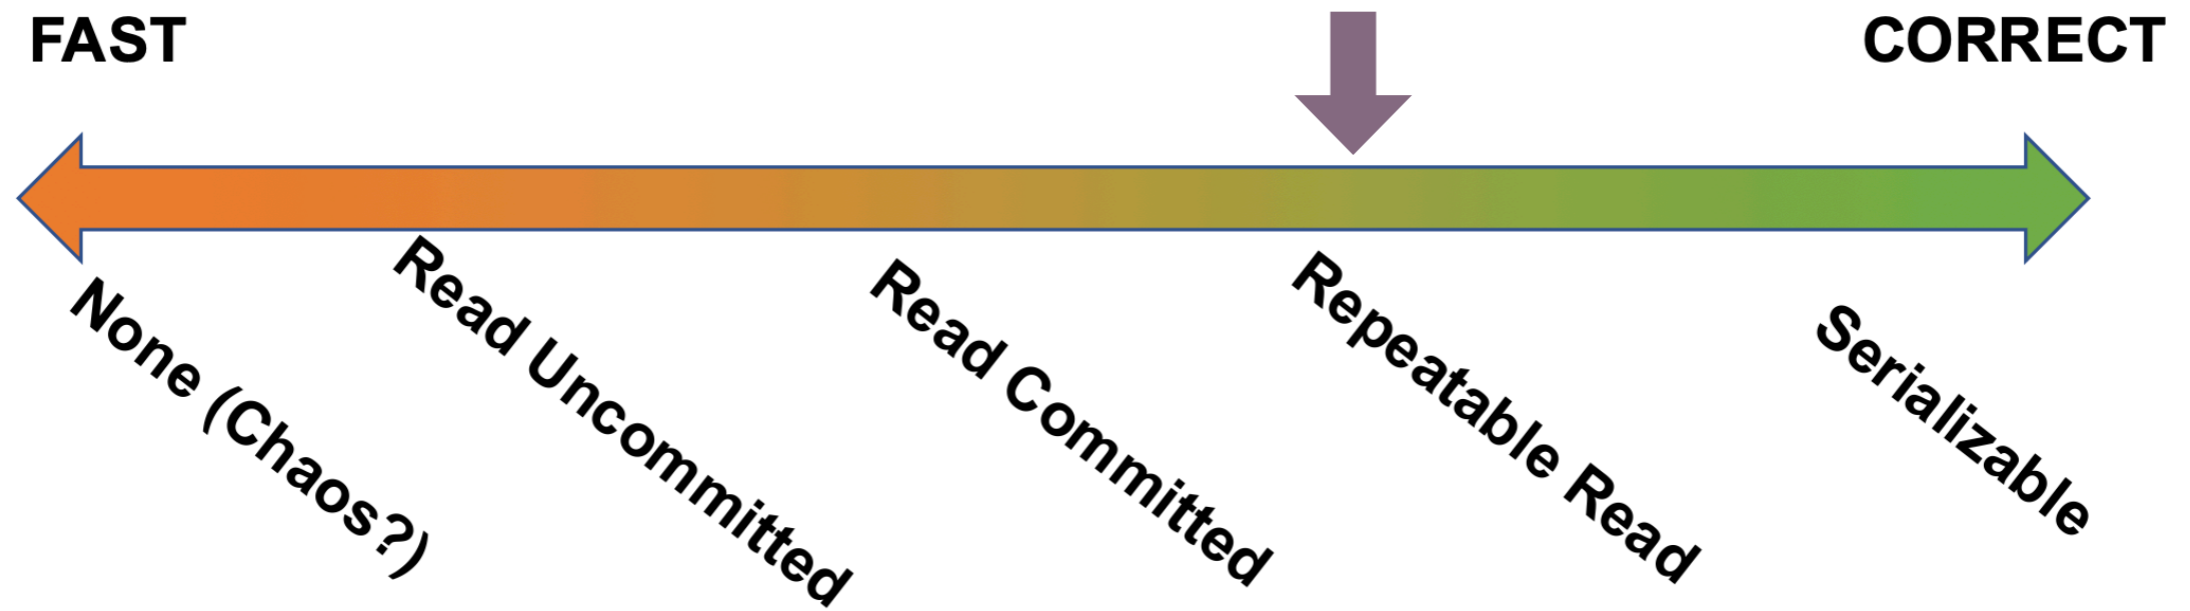 FAST
CORRECT
None (Chaos?)
Read Uncommitted
Read Committed
Repeatable Read
Serializable